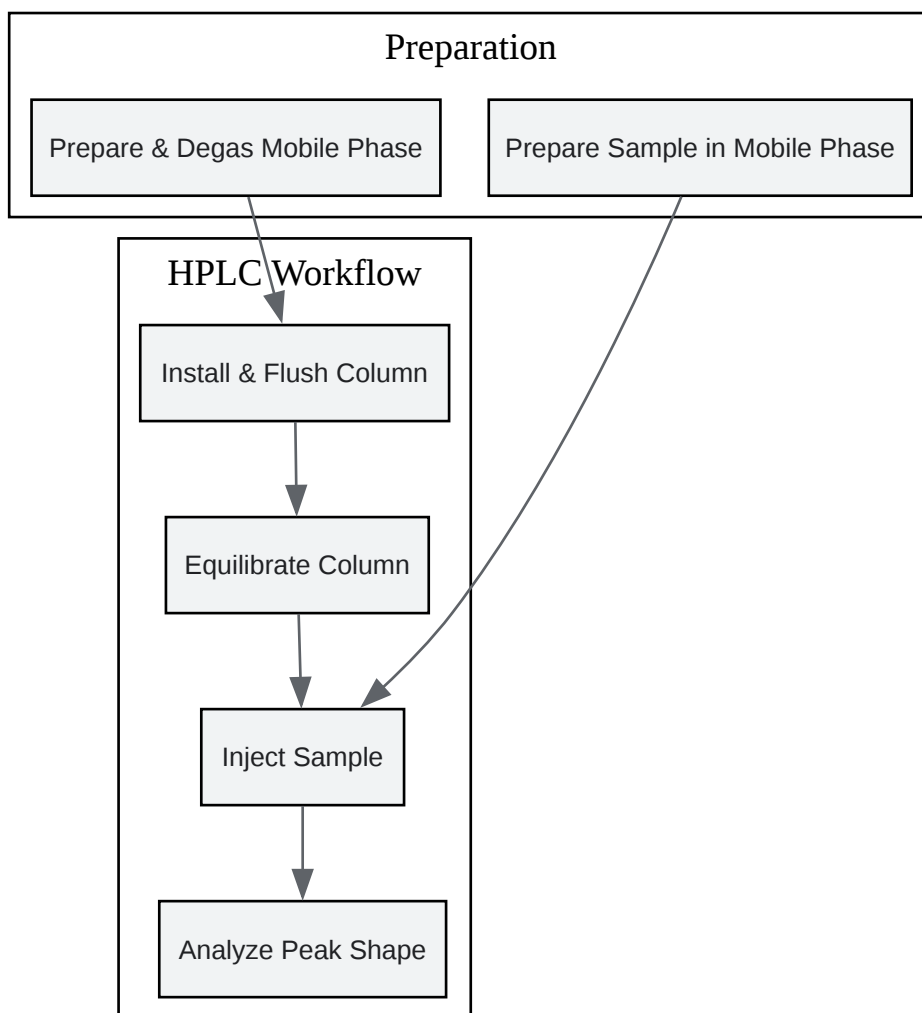 Preparation
Prepare & Degas Mobile Phase
Prepare Sample in Mobile Phase
HPLC Workflow
Install & Flush Column
Equilibrate Column
Inject Sample
Analyze Peak Shape